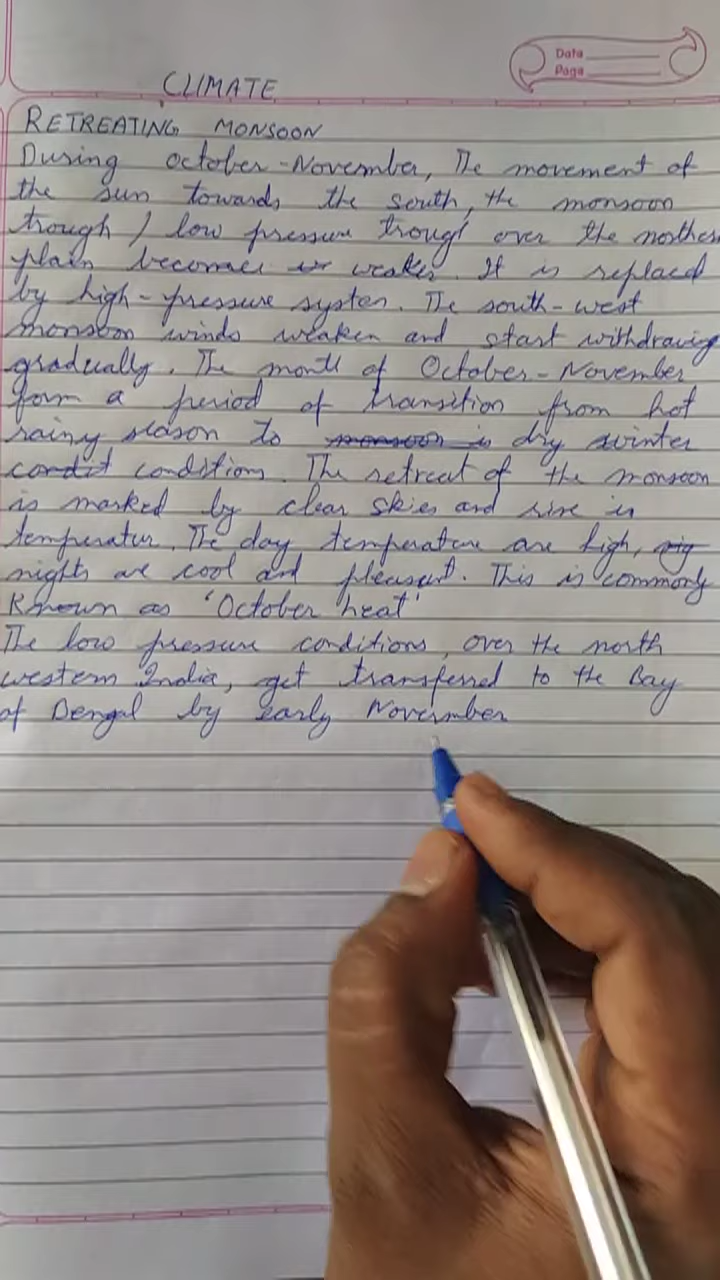 Data
Page
CLIMATE
RETREATING MONSOON
During october-November, The movement of
the sun towards the south, the monsoon
trough / low pressure trough over the northern
plain becomes weaker. It is replaced
by high-pressure system. The south-west
monsoon winds weaken and start withdrawing
gradually. The month of October-November
form a period of transition from hot
rainy season to monsoon is dry winter
condit condition. The retreat of the monsoon
is marked by clear skies and rise in
temperatur. The day temperature are high, nig
nights are cool and pleasant. This is commonly
Known as 'October heat'
The low pressure conditions, over the north
western India, get transferred to the Bay
of Bengal by early November